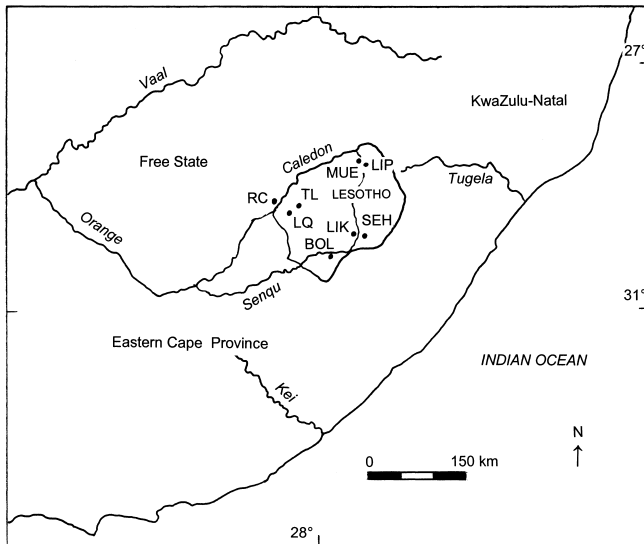 27°
Vaal
KwaZulu-Natal
Free State
Caledon
MUE
LIP
Tugela
LESOTHO
RC
TL
LQ
LIK
SEH
Orange
BOL
Senqu
31°
Eastern Cape Province
INDIAN OCEAN
Kei
N
0 150 km
28°